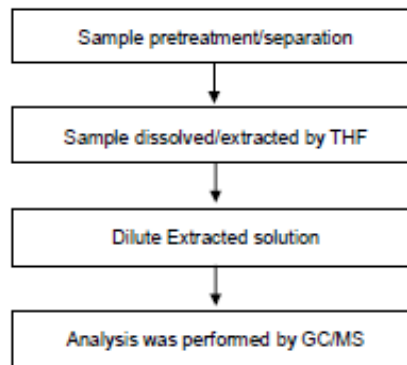 Sample pretreatment/separation
Sample dissolved/extracted by THF
Dilute Extracted solution
Analysis was performed by GC/MS